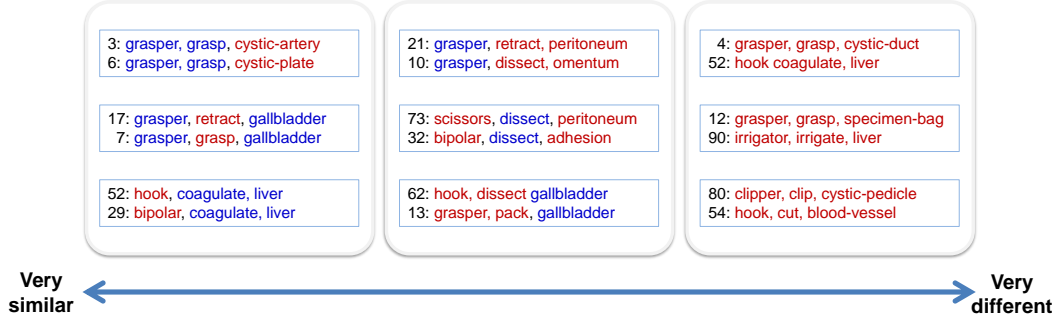 3: grasper, grasp, cystic-artery
6: grasper, grasp, cystic-plate
17: grasper, retract, gallbladder
7: grasper, grasp, gallbladder
52: hook, coagulate, liver
29: bipolar, coagulate, liver
21: grasper, retract, peritoneum
10: grasper, dissect, omentum
73: scissors, dissect, peritoneum
32: bipolar, dissect, adhesion
62: hook, dissect gallbladder
13: grasper, pack, gallbladder
4: grasper, grasp, cystic-duct
52: hook coagulate, liver
12: grasper, grasp, specimen-bag
90: irrigator, irrigate, liver
80: clipper, clip, cystic-pedicle
54: hook, cut, blood-vessel
Very
similar
Very
different